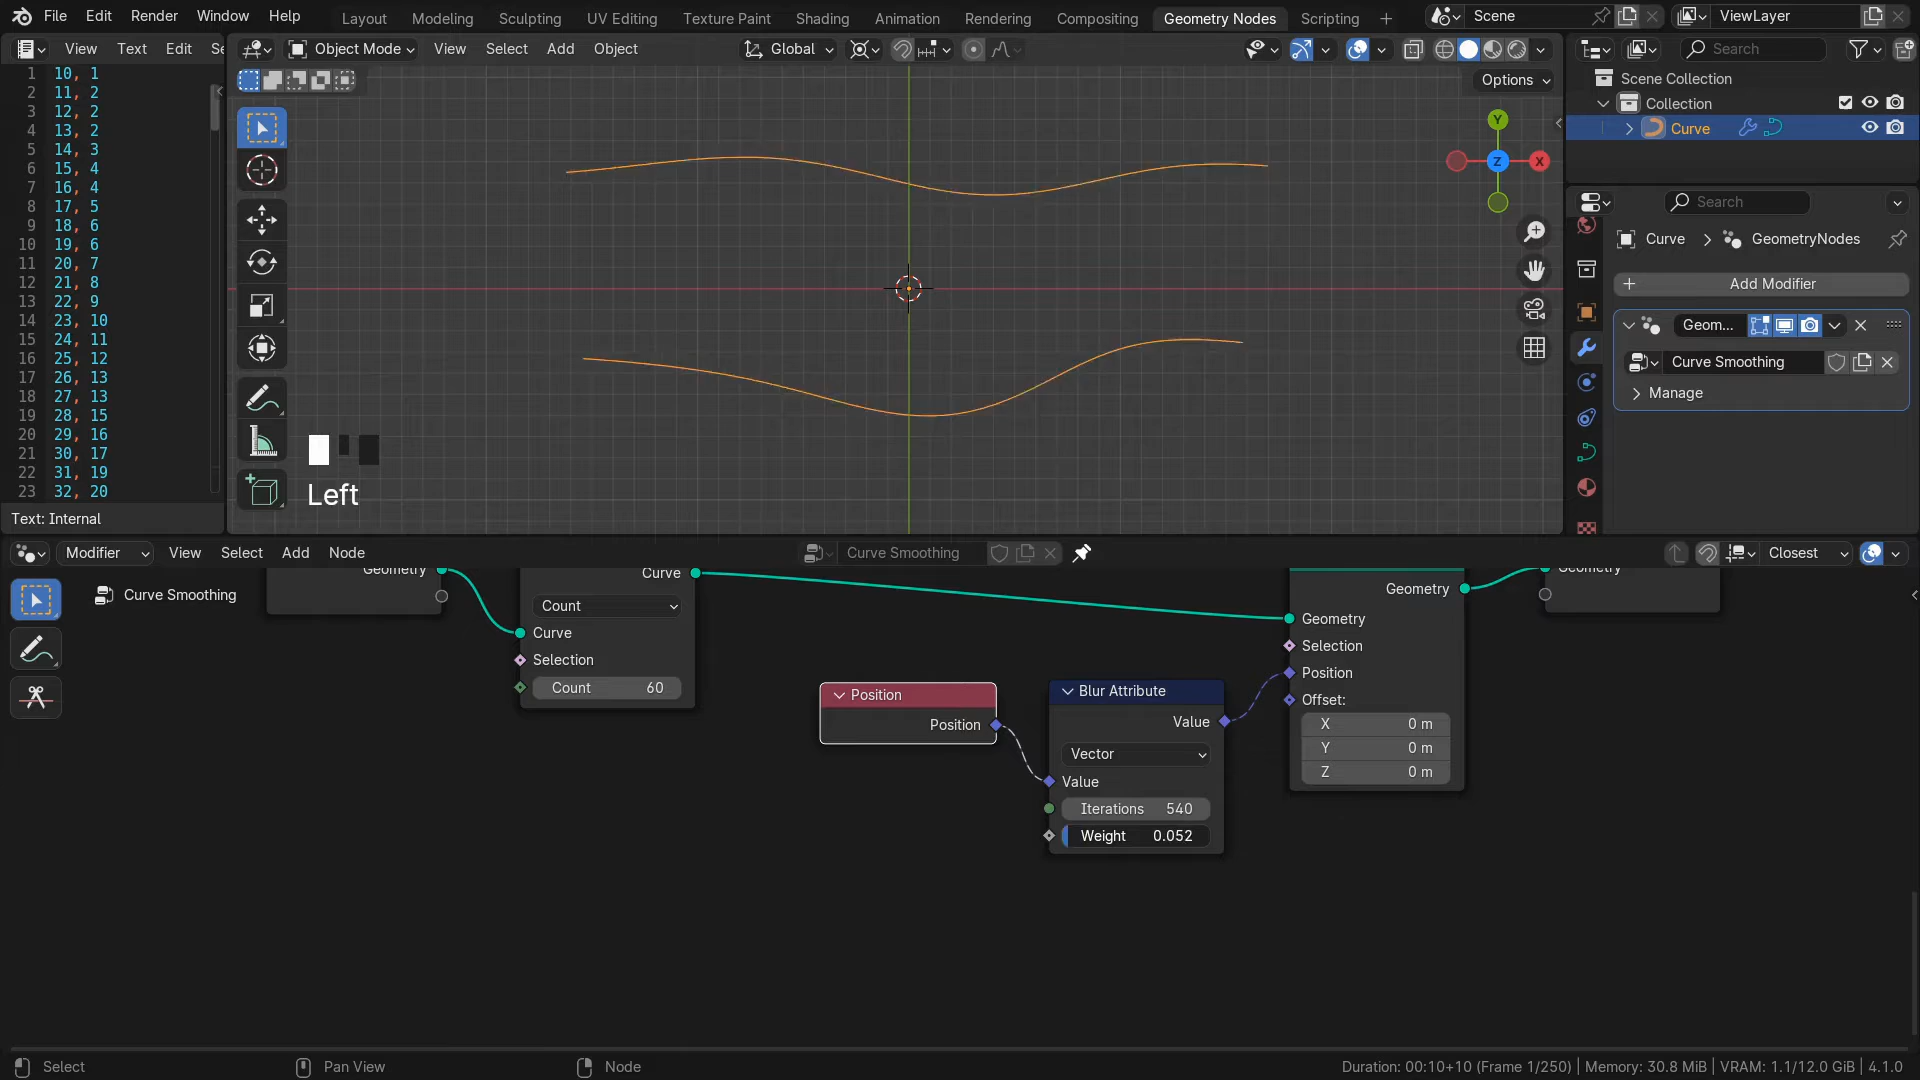 File Edit Render Window Help Layout Modeling Sculpting UV Editing Texture Paint Shading Animation Rendering Compositing Geometry Nodes Scripting Scene ViewLayer
View Text Edit Se
Object Mode View Select Add Object Global
Search
Options
1 10, 1
2 11, 2
3 12, 2
4 13, 2
5 14, 3
6 15, 4
7 16, 4
8 17, 5
9 18, 6
10 19, 6
11 20, 7
12 21, 8
13 22, 9
14 23, 10
15 24, 11
16 25, 12
17 26, 13
18 27, 13
19 28, 15
20 29, 16
21 30, 17
22 31, 19
23 32, 20
Text: Internal
Left
Y
Z
X
Scene Collection
Collection
Curve
Search
Curve GeometryNodes
Add Modifier
Geom...
Curve Smoothing
Manage
Modifier View Select Add Node Curve Smoothing Closest
Curve Smoothing
Geometry
Curve
Count
Curve
Selection
Count 60
Position
Position
Blur Attribute
Value
Vector
Value
Iterations 540
Weight 0.052
Geometry
Geometry
Selection
Position
Offset:
X 0 m
Y 0 m
Z 0 m
Geometry
Select Pan View Node Duration: 00:10+10 (Frame 1/250) | Memory: 30.8 MiB | VRAM: 1.1/12.0 GiB | 4.1.0